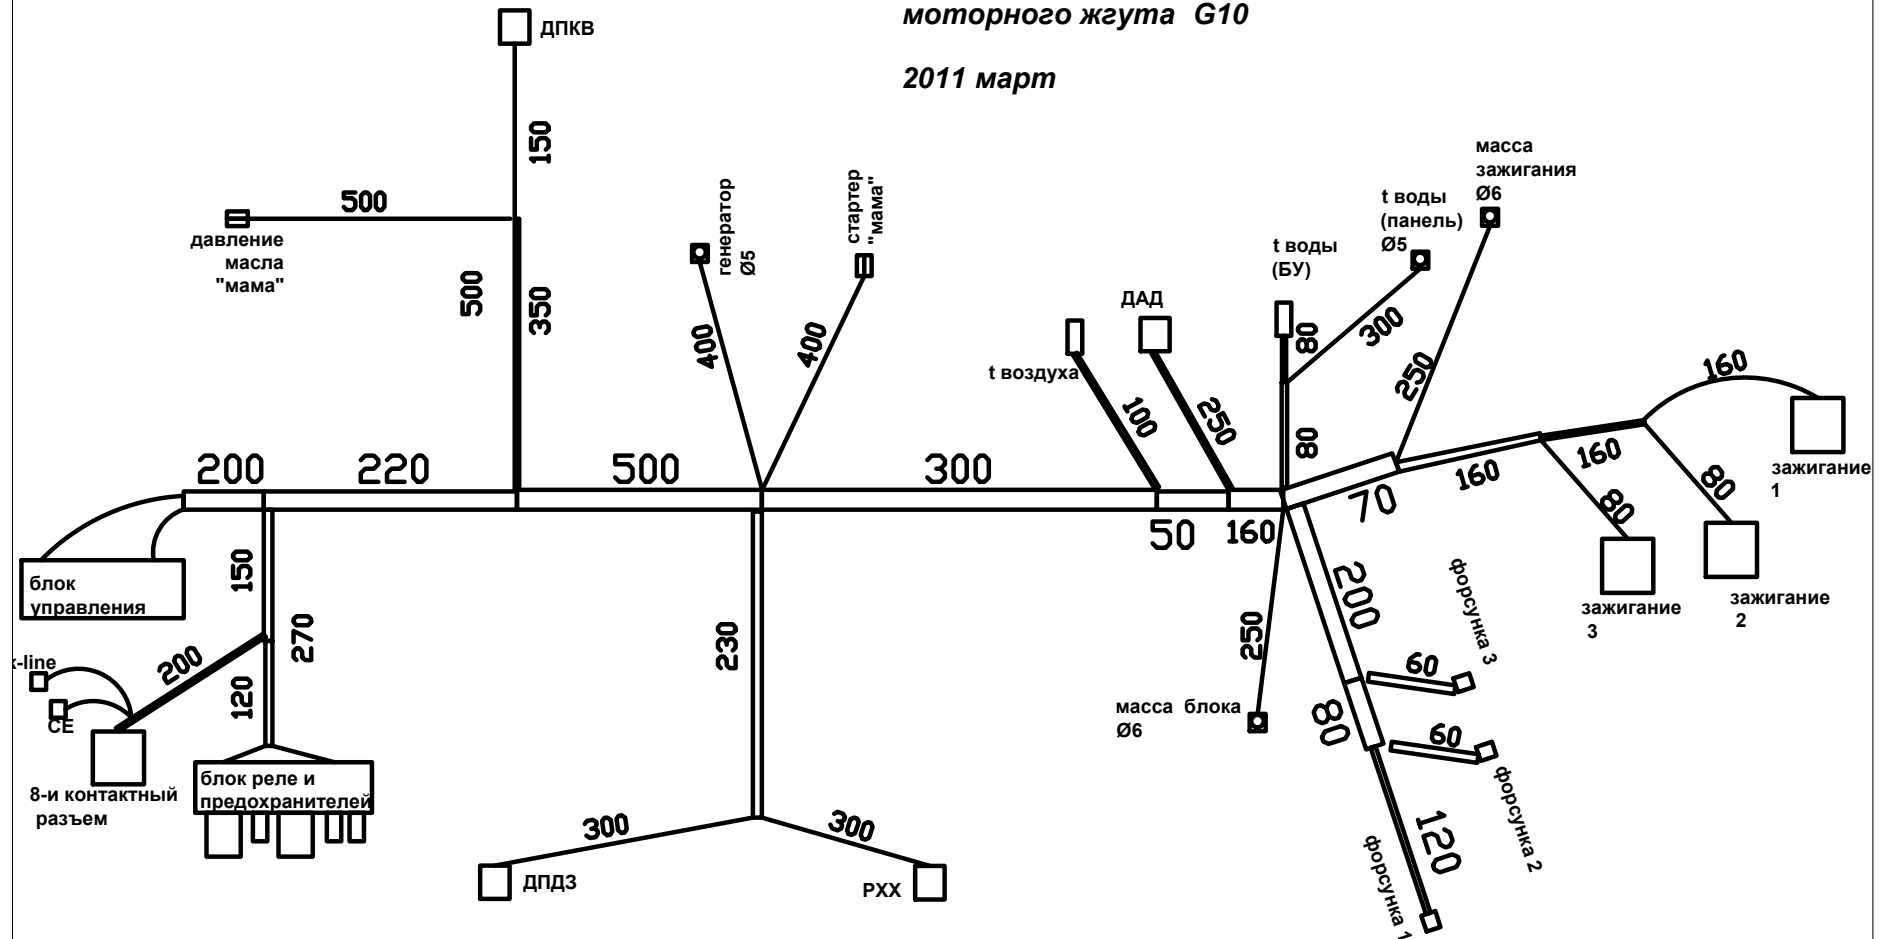 моторного жгута G10
2011 март
ДПКВ
150
500
давление
масла
"мама"
500
350
генератор
Ø5
стартер
"мама"
400
400
масса
зажигания
Ø6
t воды
(панель)
Ø5
t воды
(БУ)
ДАД
t воздуха
80
300
250
100
250
80
160
160
160
80
80
зажигание
1
зажигание
2
зажигание
3
200
220
500
300
50
160
70
блок
управления
150
270
200
120
k-line
CE
8-и контактный
разъем
блок реле и
предохранителей
230
300
300
ДПДЗ
РХХ
250
масса блока
Ø6
200
80
120
60
60
форсунка 3
форсунка 2
форсунка 1